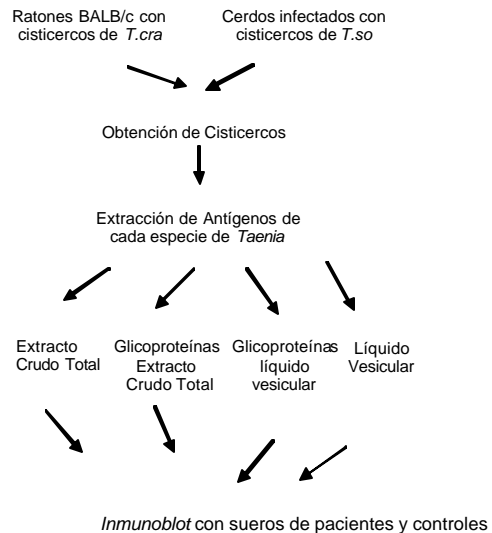 Ratones BALB/c con
cisticercos de T.cra
Cerdos infectados con
cisticercos de T.so
Obtención de Cisticercos
Extracción de Antígenos de
cada especie de Taenia
Extracto
Crudo Total
Glicoproteínas
Extracto
Crudo Total
Glicoproteínas
líquido
vesicular
Líquido
Vesicular
Inmunoblot con sueros de pacientes y controles